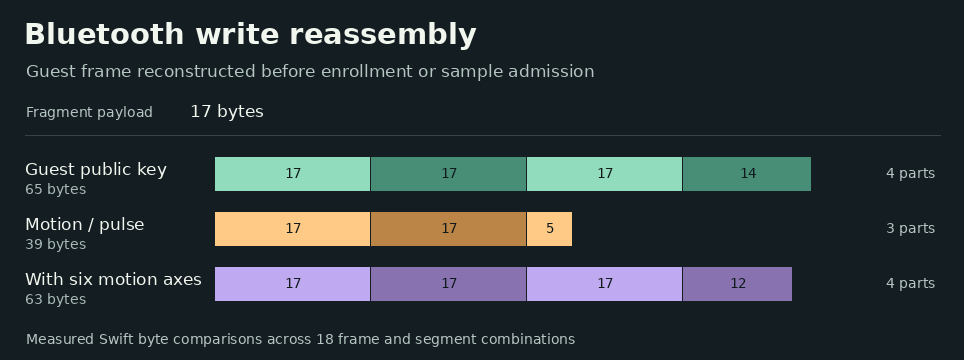 Bluetooth write reassembly
Guest frame reconstructed before enrollment or sample admission
Fragment payload 17 bytes
Guest public key 17 17 17 14 4 parts
65 bytes
Motion / pulse 17 17 5 3 parts
39 bytes
With six motion axes 17 17 17 12 4 parts
63 bytes
Measured Swift byte comparisons across 18 frame and segment combinations